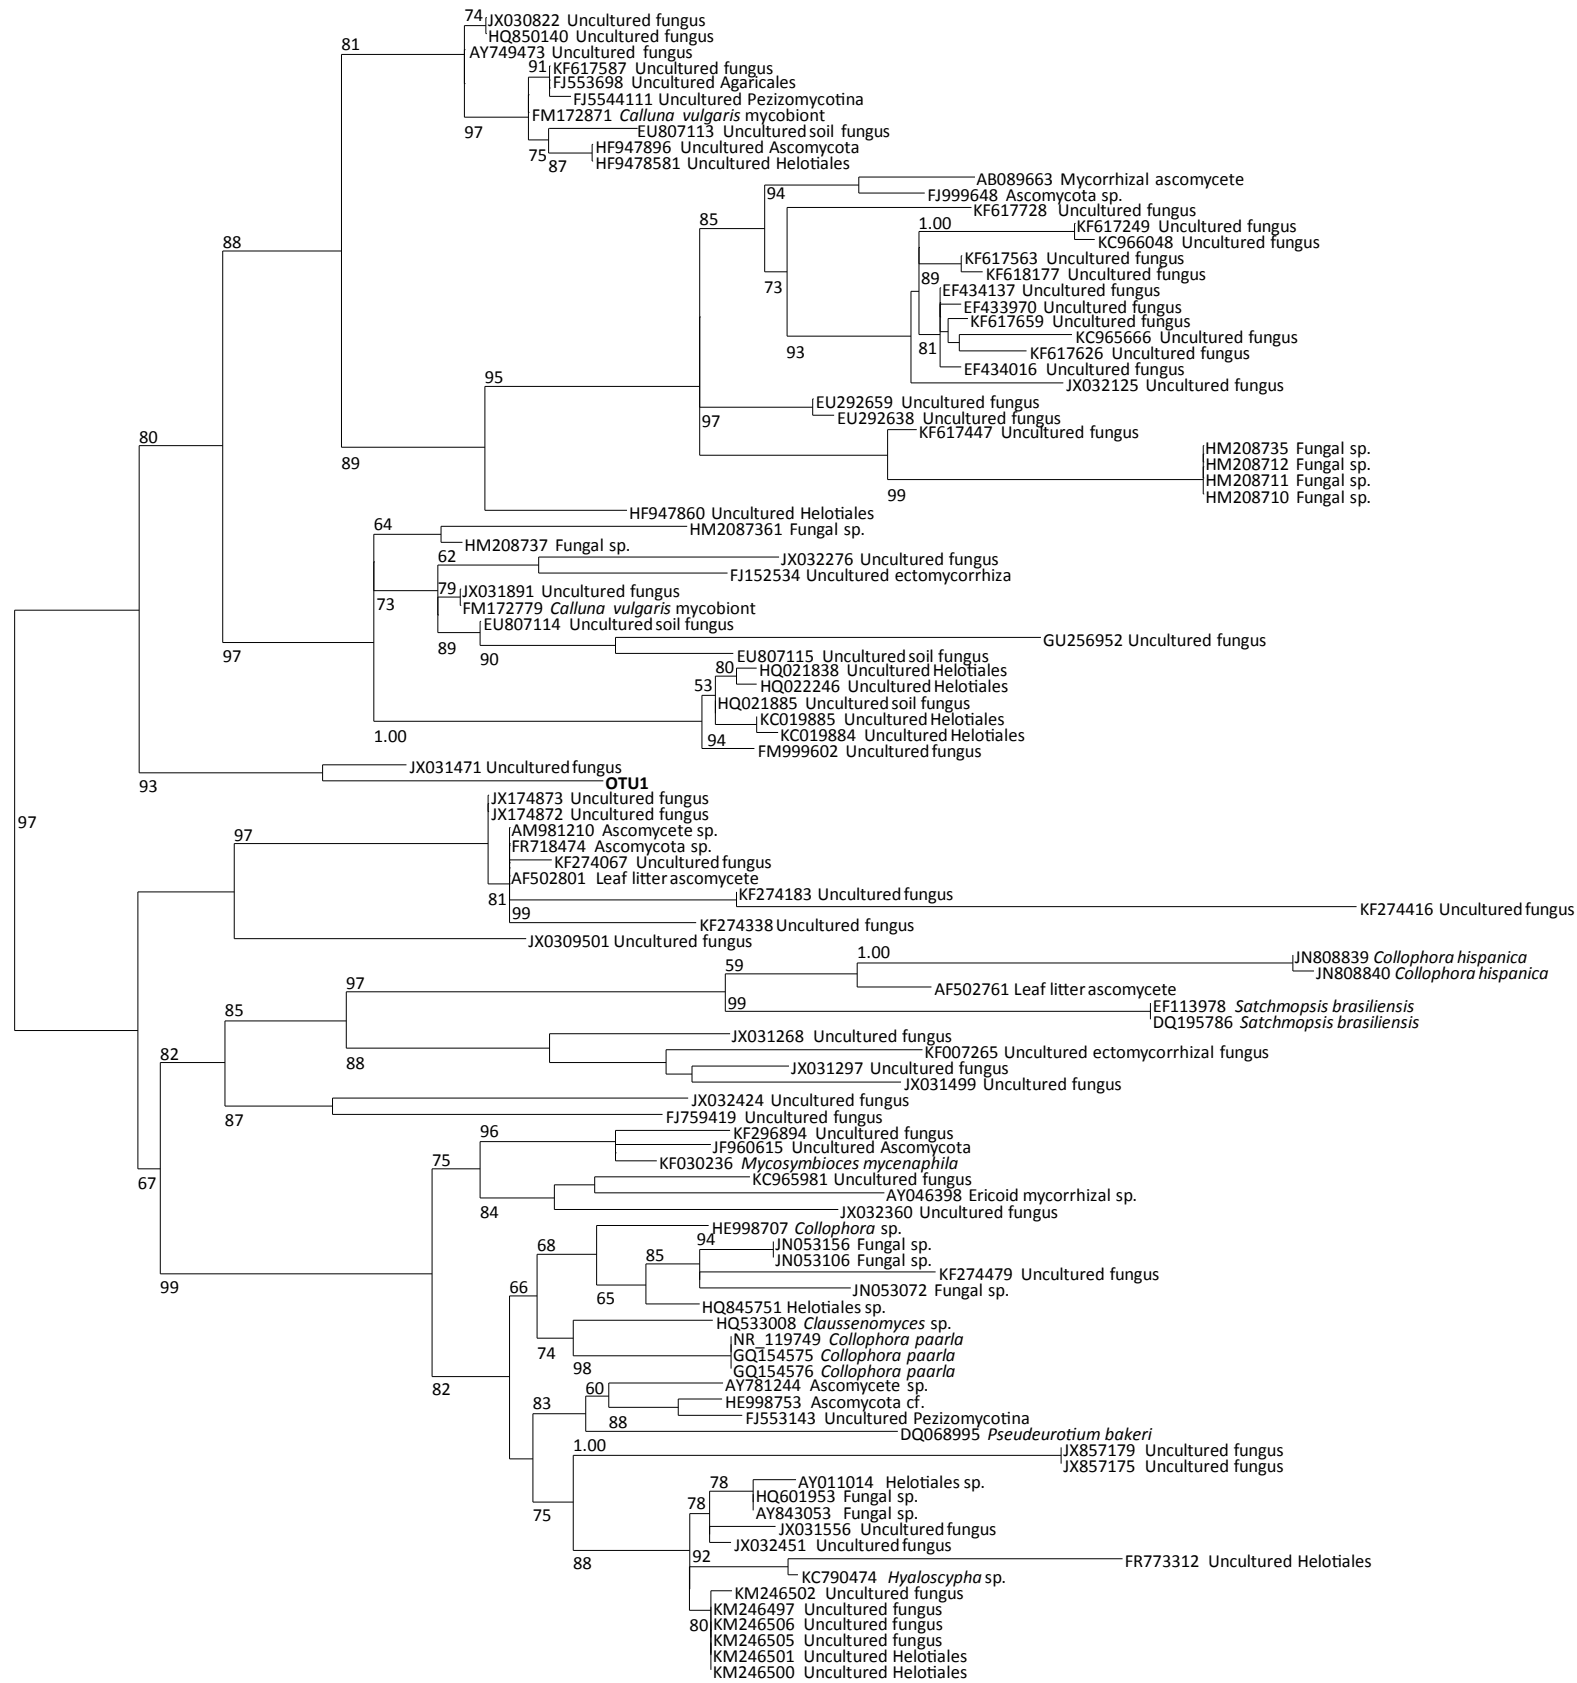 74
JX030822 Uncultured fungus
HQ850140 Uncultured fungus
81
AY749473 Uncultured fungus
91
KF617587 Uncultured fungus
FJ553698 Uncultured Agaricales
FJ5544111 Uncultured Pezizomycotina
FM172871 Calluna vulgaris mycobiont
97
EU807113 Uncultured soil fungus
HF947896 Uncultured Ascomycota
75
87
HF9478581 Uncultured Helotiales
AB089663 Mycorrhizal ascomycete
94
FJ999648 Ascomycota sp.
KF617728 Uncultured fungus
85
1.00
KF617249 Uncultured fungus
88
KC966048 Uncultured fungus
KF617563 Uncultured fungus
89
KF618177 Uncultured fungus
73
EF434137 Uncultured fungus
EF433970 Uncultured fungus
KF617659 Uncultured fungus
KC965666 Uncultured fungus
93
81
KF617626 Uncultured fungus
EF434016 Uncultured fungus
95
JX032125 Uncultured fungus
EU292659 Uncultured fungus
97
EU292638 Uncultured fungus
KF617447 Uncultured fungus
80
HM208735 Fungal sp.
89
HM208712 Fungal sp.
HM208711 Fungal sp.
99
HM208710 Fungal sp.
HF947860 Uncultured Helotiales
64
HM2087361 Fungal sp.
HM208737 Fungal sp.
62
JX032276 Uncultured fungus
FJ152534 Uncultured ectomycorrhiza
79
JX031891 Uncultured fungus
73
FM172779 Calluna vulgaris mycobiont
EU807114 Uncultured soil fungus
GU256952 Uncultured fungus
97
89
90
EU807115 Uncultured soil fungus
80
HQ021838 Uncultured Helotiales
53
HQ022246 Uncultured Helotiales
HQ021885 Uncultured soil fungus
KC019885 Uncultured Helotiales
1.00
94
KC019884 Uncultured Helotiales
FM999602 Uncultured fungus
JX031471 Uncultured fungus
93
OTU1
JX174873 Uncultured fungus
97
JX174872 Uncultured fungus
97
AM981210 Ascomycete sp.
FR718474 Ascomycota sp.
KF274067 Uncultured fungus
AF502801 Leaf litter ascomycete
81
KF274183 Uncultured fungus
99
KF274416 Uncultured fungus
KF274338 Uncultured fungus
JX0309501 Uncultured fungus
1.00
JN808839 Collophora hispanica
59
JN808840 Collophora hispanica
97
AF502761 Leaf litter ascomycete
99
EF113978 Satchmopsis brasiliensis
85
DQ195786 Satchmopsis brasiliensis
JX031268 Uncultured fungus
82
88
KF007265 Uncultured ectomycorrhizal fungus
JX031297 Uncultured fungus
JX031499 Uncultured fungus
JX032424 Uncultured fungus
87
FJ759419 Uncultured fungus
96
KF296894 Uncultured fungus
JF960615 Uncultured Ascomycota
75
KF030236 Mycosymbioces mycenaphila
67
KC965981 Uncultured fungus
AY046398 Ericoid mycorrhizal sp.
84
JX032360 Uncultured fungus
HE998707 Collophora sp.
68
94
JN053156 Fungal sp.
85
JN053106 Fungal sp.
KF274479 Uncultured fungus
99
66
65
JN053072 Fungal sp.
HQ845751 Helotiales sp.
HQ533008 Claussenomyces sp.
NR_119749 Collophora paarla
74
98
GQ154575 Collophora paarla
GQ154576 Collophora paarla
82
60
AY781244 Ascomycete sp.
83
HE998753 Ascomycota cf.
88
FJ553143 Uncultured Pezizomycotina
DQ068995 Pseudeurotium bakeri
1.00
JX857179 Uncultured fungus
JX857175 Uncultured fungus
78
AY011014 Helotiales sp.
78
HQ601953 Fungal sp.
75
AY843053 Fungal sp.
JX031556 Uncultured fungus
JX032451 Uncultured fungus
88
92
FR773312 Uncultured Helotiales
KC790474 Hyaloscypha sp.
KM246502 Uncultured fungus
KM246497 Uncultured fungus
80
KM246506 Uncultured fungus
KM246505 Uncultured fungus
KM246501 Uncultured Helotiales
KM246500 Uncultured Helotiales